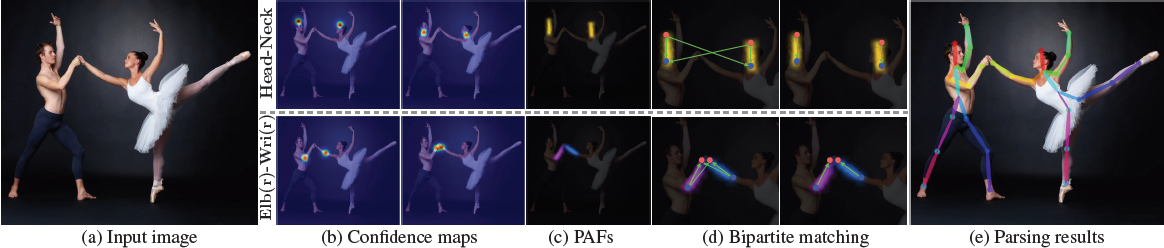 Head-Neck
Elb(r)-Wri(r)
(a) Input image
(b) Confidence maps
(c) PAFs
(d) Bipartite matching
(e) Parsing results